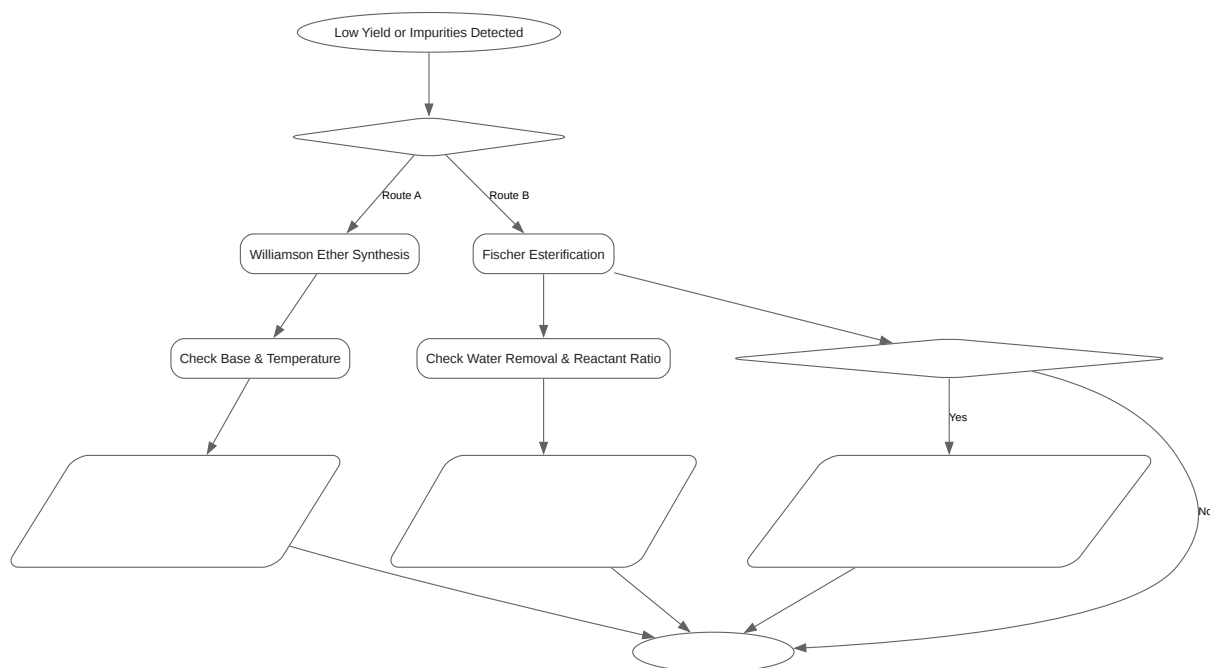 Low Yield or Impurities Detected
Route A
Route B
Williamson Ether Synthesis
Fischer Esterification
Check Base & Temperature
Check Water Removal & Reactant Ratio
Yes